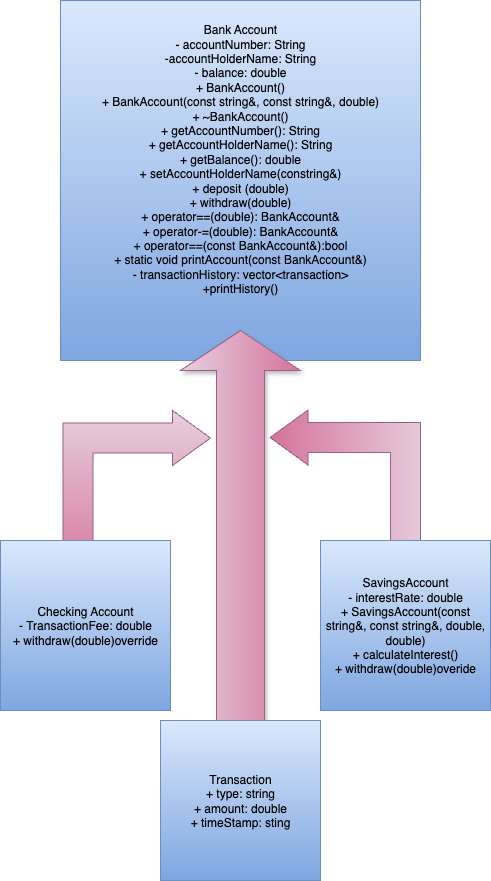 Bank Account
- accountNumber: String
-accountHolderName: String
- balance: double
+ BankAccount()
+ BankAccount(const string&, const string&, double)
+ ~BankAccount()
+ getAccountNumber(): String
+ getAccountHolderName(): String
+ getBalance(): double
+ setAccountHolderName(constring&)
+ deposit (double)
+ withdraw(double)
+ operator==(double): BankAccount&
+ operator-=(double): BankAccount&
+ operator==(const BankAccount&):bool
+ static void printAccount(const BankAccount&)
- transactionHistory: vector<transaction>
+printHistory()
Checking Account
- TransactionFee: double
+ withdraw(double)override
SavingsAccount
- interestRate: double
+ SavingsAccount(const
string&, const string&, double,
double)
+ calculateInterest()
+ withdraw(double)overide
Transaction
+ type: string
+ amount: double
+ timeStamp: sting